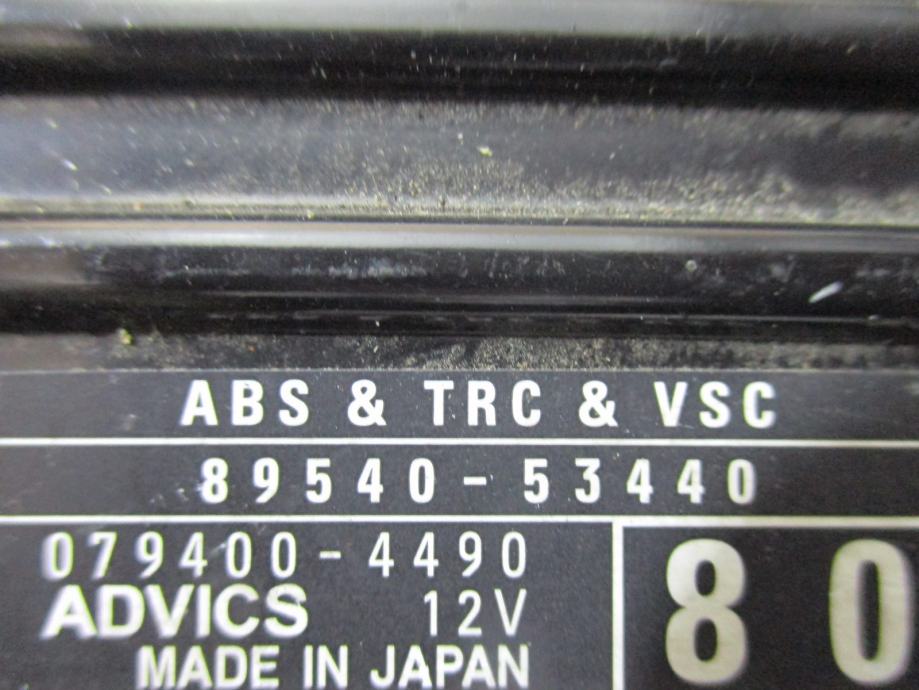 ABS & TRC & VSC
89540-53440
079400-4490
ADVICS 12V
MADE IN JAPAN
80